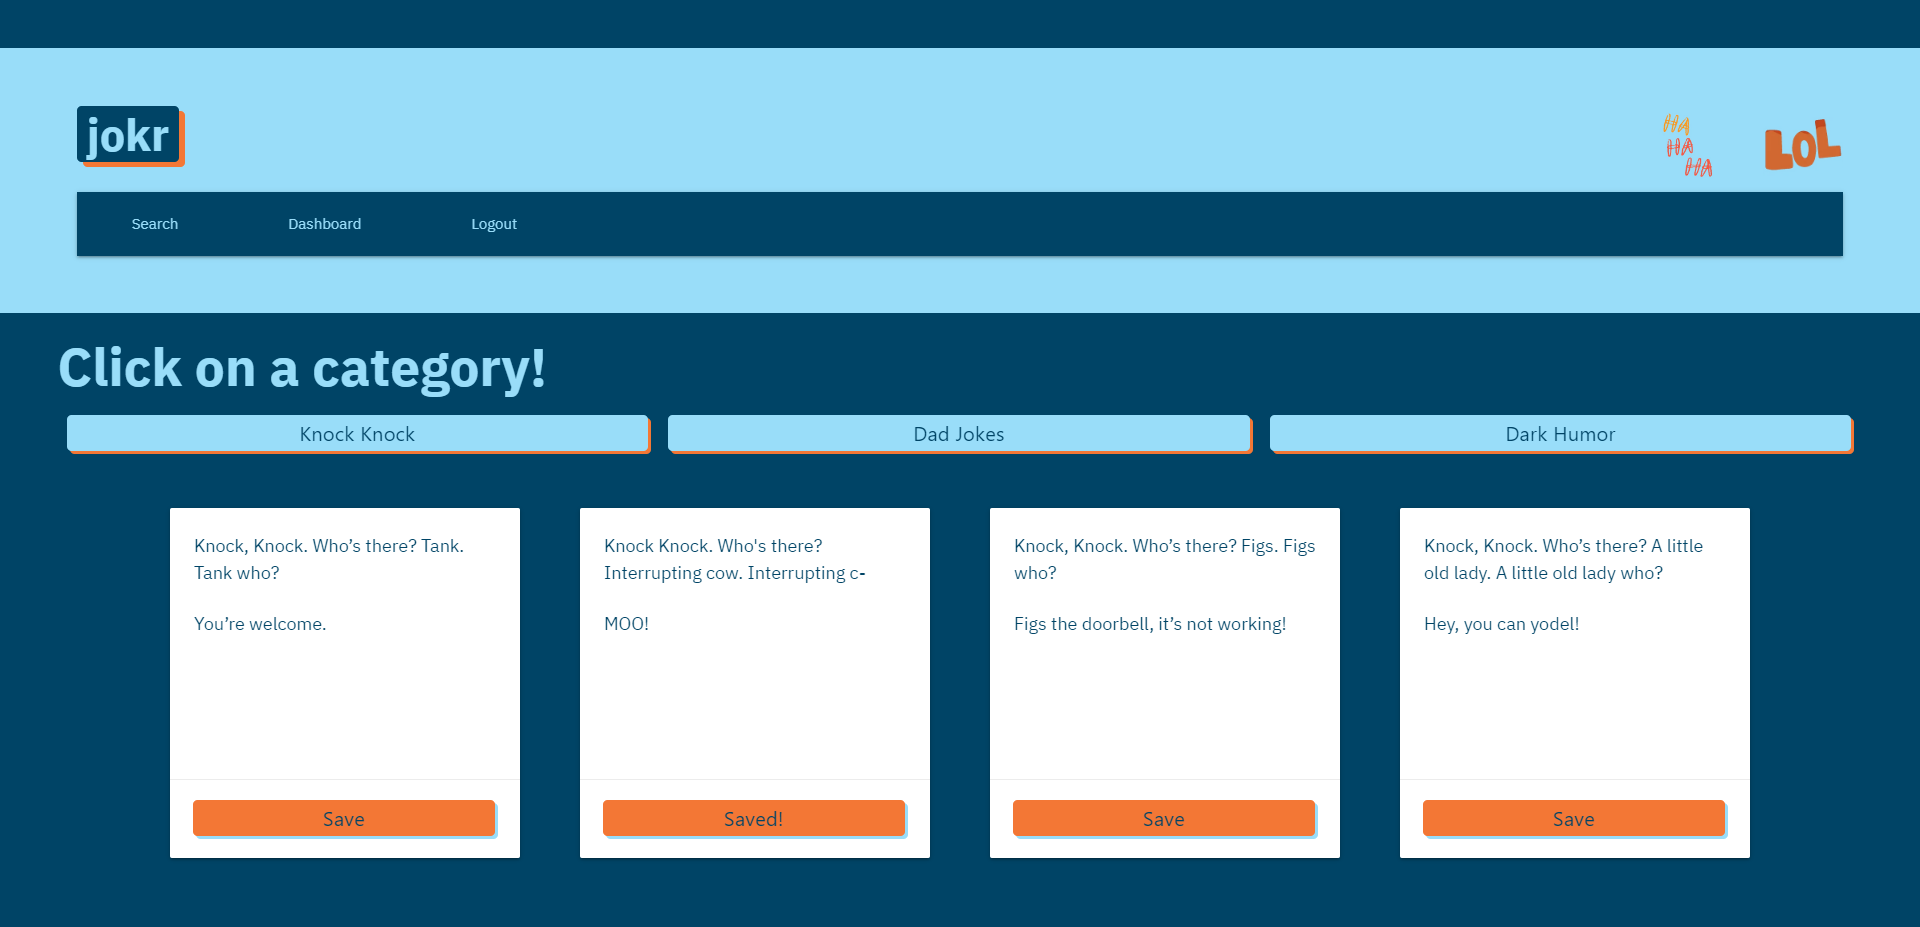 jokr
HA
HA
HA
LOL
Search
Dashboard
Logout
Click on a category!
Knock Knock
Dad Jokes
Dark Humor
Knock, Knock. Who’s there? Tank.
Tank who?
You’re welcome.
Save
Knock Knock. Who's there?
Interrupting cow. Interrupting c-
MOO!
Saved!
Knock, Knock. Who’s there? Figs. Figs
who?
Figs the doorbell, it’s not working!
Save
Knock, Knock. Who’s there? A little
old lady. A little old lady who?
Hey, you can yodel!
Save